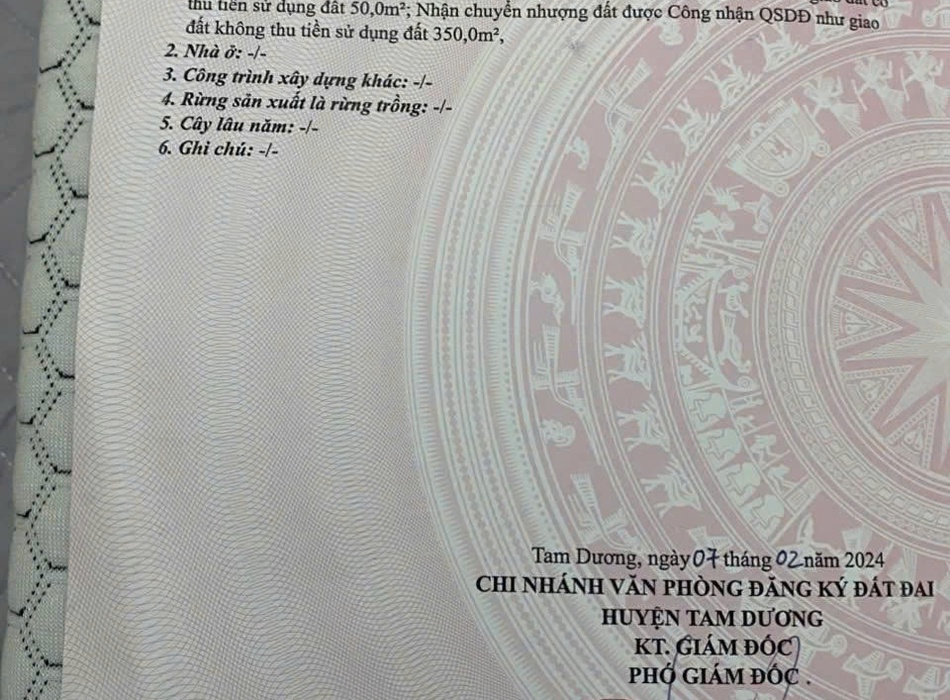 thu tiền sử dụng đất 50,0m²; Nhận chuyển nhượng đất được Công nhận QSDĐ như giao
đất không thu tiền sử dụng đất 350,0m²,
2. Nhà ở: -/-
3. Công trình xây dựng khác: -/-
4. Rừng sản xuất là rừng trồng: -/-
5. Cây lâu năm: -/-
6. Ghi chú: -/-
Tam Dương, ngày 07 tháng 02 năm 2024
CHI NHÁNH VĂN PHÒNG ĐĂNG KÝ ĐẤT ĐAI
HUYỆN TAM DƯƠNG
KT. GIÁM ĐỐC
PHÓ GIÁM ĐỐC